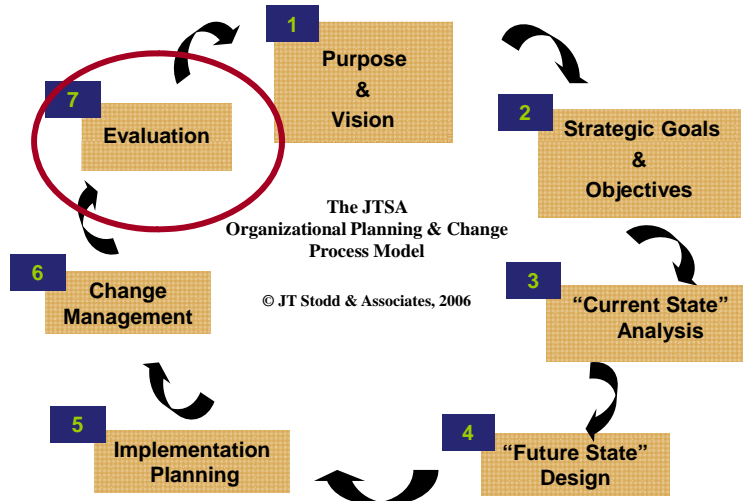 1
Purpose
&
Vision
2
Strategic Goals
&
Objectives
3
“Current State”
Analysis
4
“Future State”
Design
5
Implementation
Planning
6
Change
Management
7
Evaluation
The JTSA
Organizational Planning & Change
Process Model
© JT Stodd & Associates, 2006